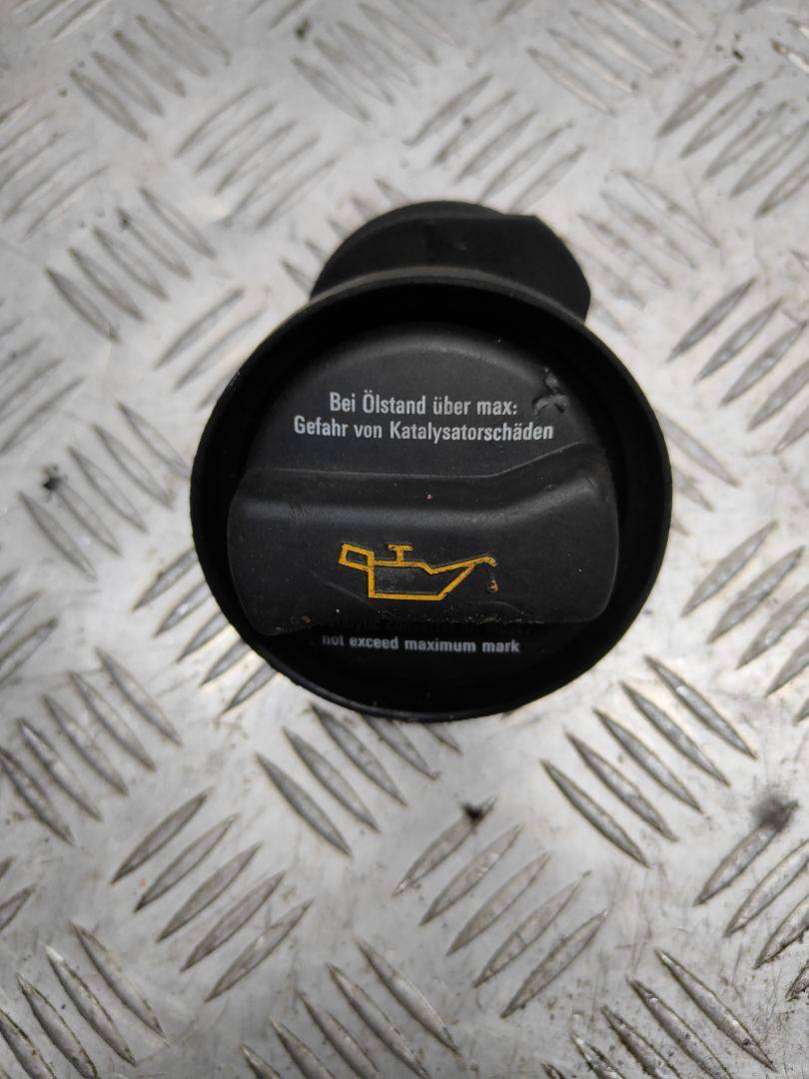 Bei Ölstand über max:
Gefahr von Katalysatorschäden
not exceed maximum mark